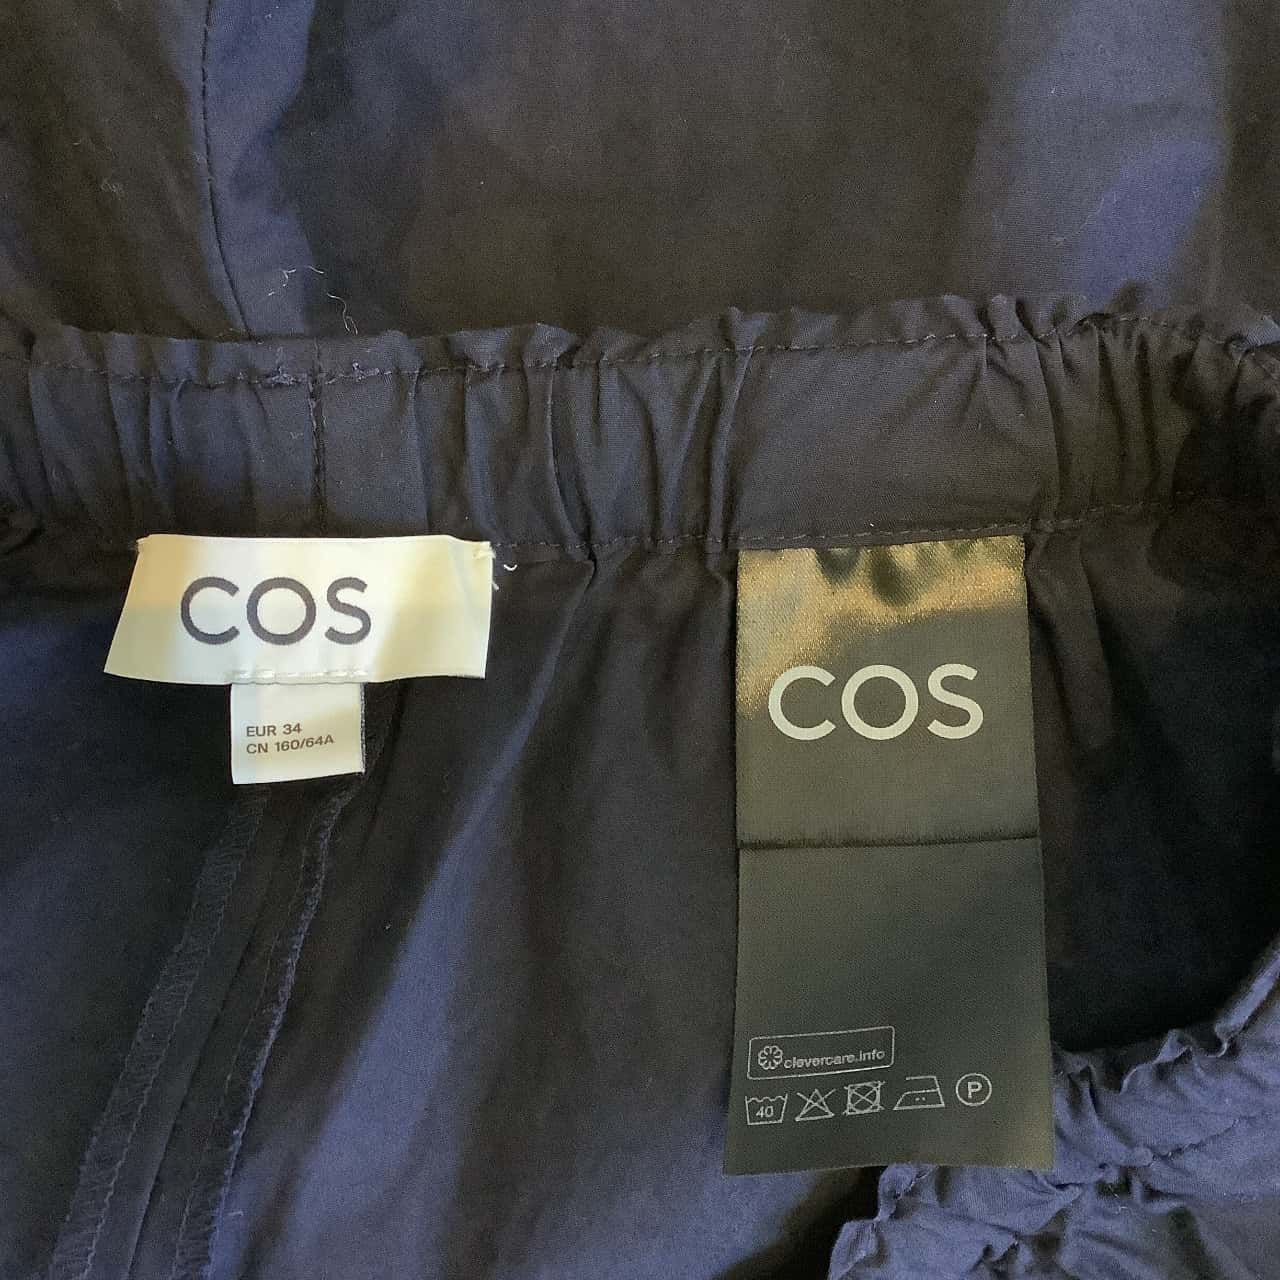 COS
EUR 34
CN 160/64A
COS
clevercare.info
40
P